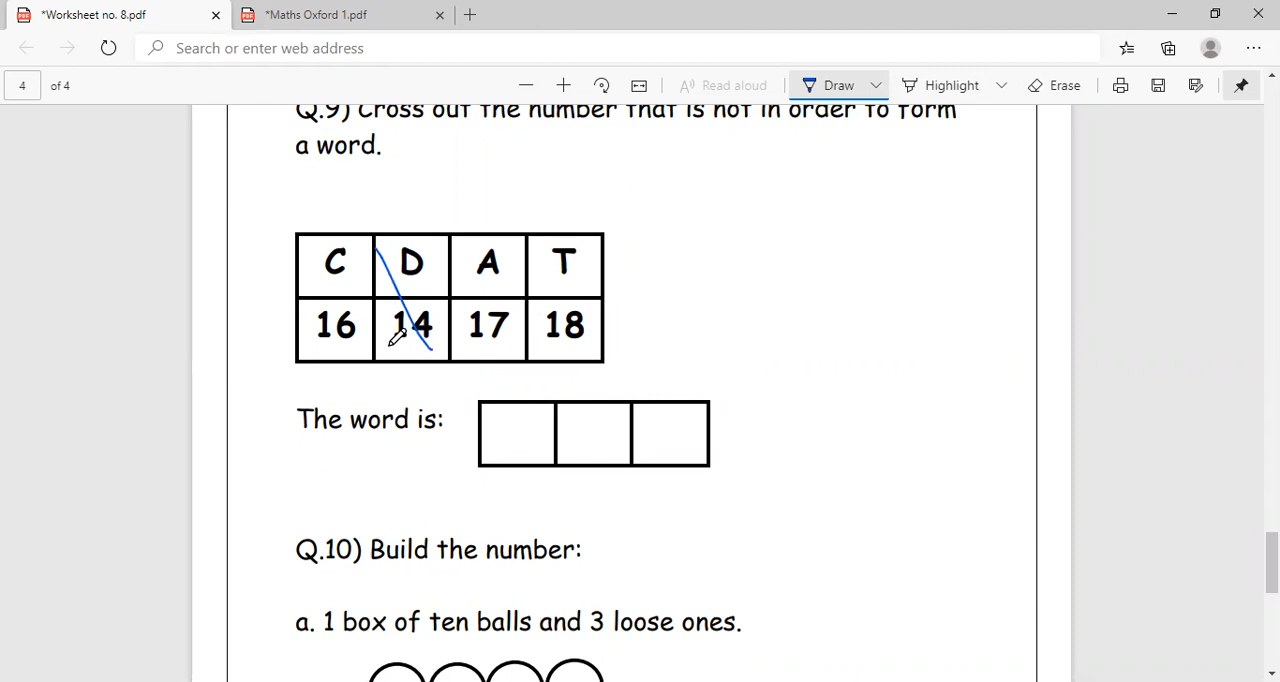 *Worksheet no. 8.pdf
*Maths Oxford 1.pdf
Search or enter web address
4 of 4
Read aloud
Draw
Highlight
Erase
Q.9) Cross out the number that is not in order to form
a word.
C D A T
16 14 17 18
The word is:
Q.10) Build the number:
a. 1 box of ten balls and 3 loose ones.